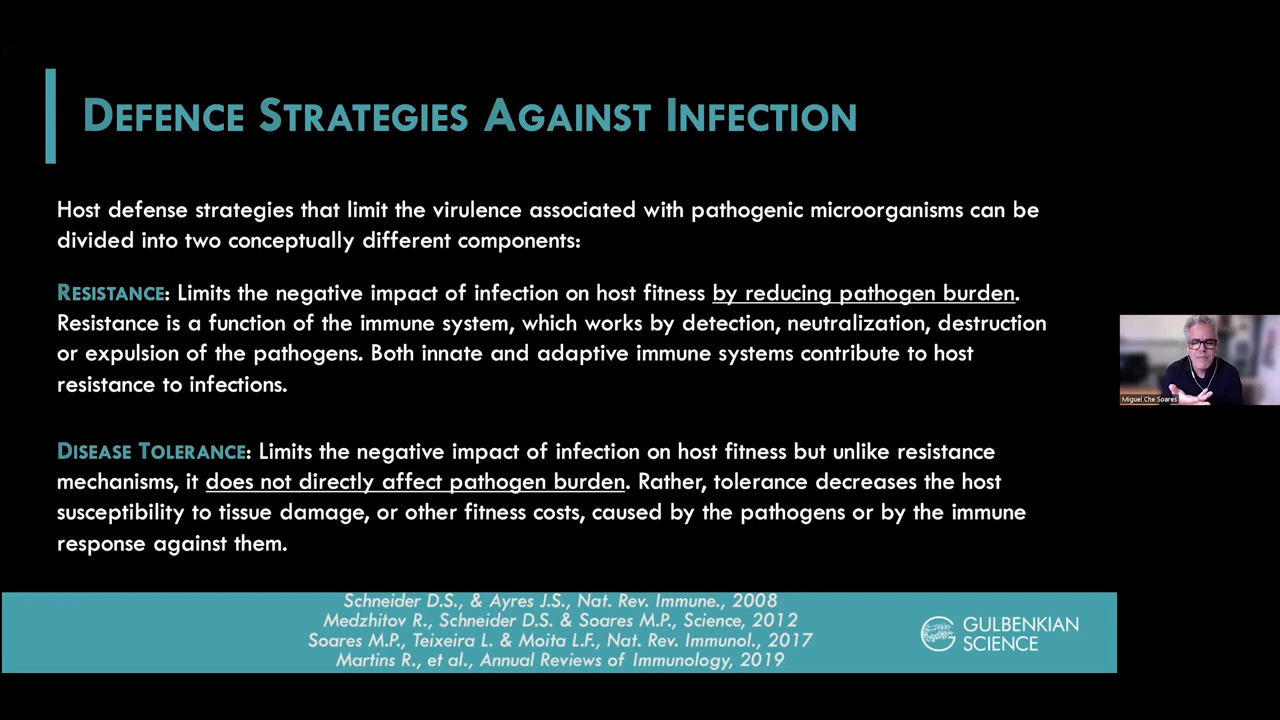 DEFENCE STRATEGIES AGAINST INFECTION
Host defense strategies that limit the virulence associated with pathogenic microorganisms can be
divided into two conceptually different components:
RESISTANCE: Limits the negative impact of infection on host fitness by reducing pathogen burden.
Resistance is a function of the immune system, which works by detection, neutralization, destruction
or expulsion of the pathogens. Both innate and adaptive immune systems contribute to host
resistance to infections.
DISEASE TOLERANCE: Limits the negative impact of infection on host fitness but unlike resistance
mechanisms, it does not directly affect pathogen burden. Rather, tolerance decreases the host
susceptibility to tissue damage, or other fitness costs, caused by the pathogens or by the immune
response against them.
Schneider D.S., & Ayres J.S., Nat. Rev. Immune., 2008
Medzhitov R., Schneider D.S. & Soares M.P., Science, 2012
Soares M.P., Teixeira L. & Moita L.F., Nat. Rev. Immunol., 2017
Martins R., et al., Annual Reviews of Immunology, 2019
GULBENKIAN
SCIENCE
Miguel Che Soares